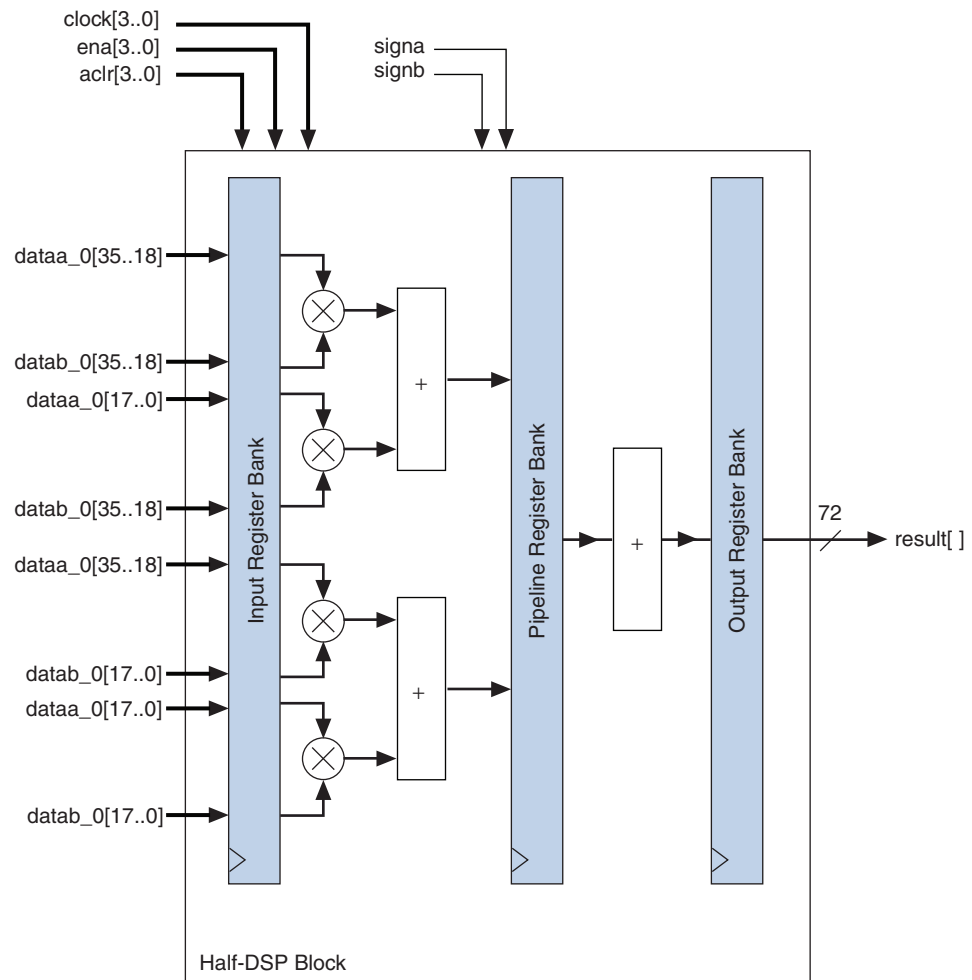 clock[3..0]
ena[3..0]
aclr[3..0]
signa
signb
dataa_0[35..18]
datab_0[35..18]
dataa_0[17..0]
datab_0[35..18]
dataa_0[35..18]
datab_0[17..0]
dataa_0[17..0]
datab_0[17..0]
Input Register Bank
+
+
Pipeline Register Bank
+
Output Register Bank
72
result[ ]
Half-DSP Block